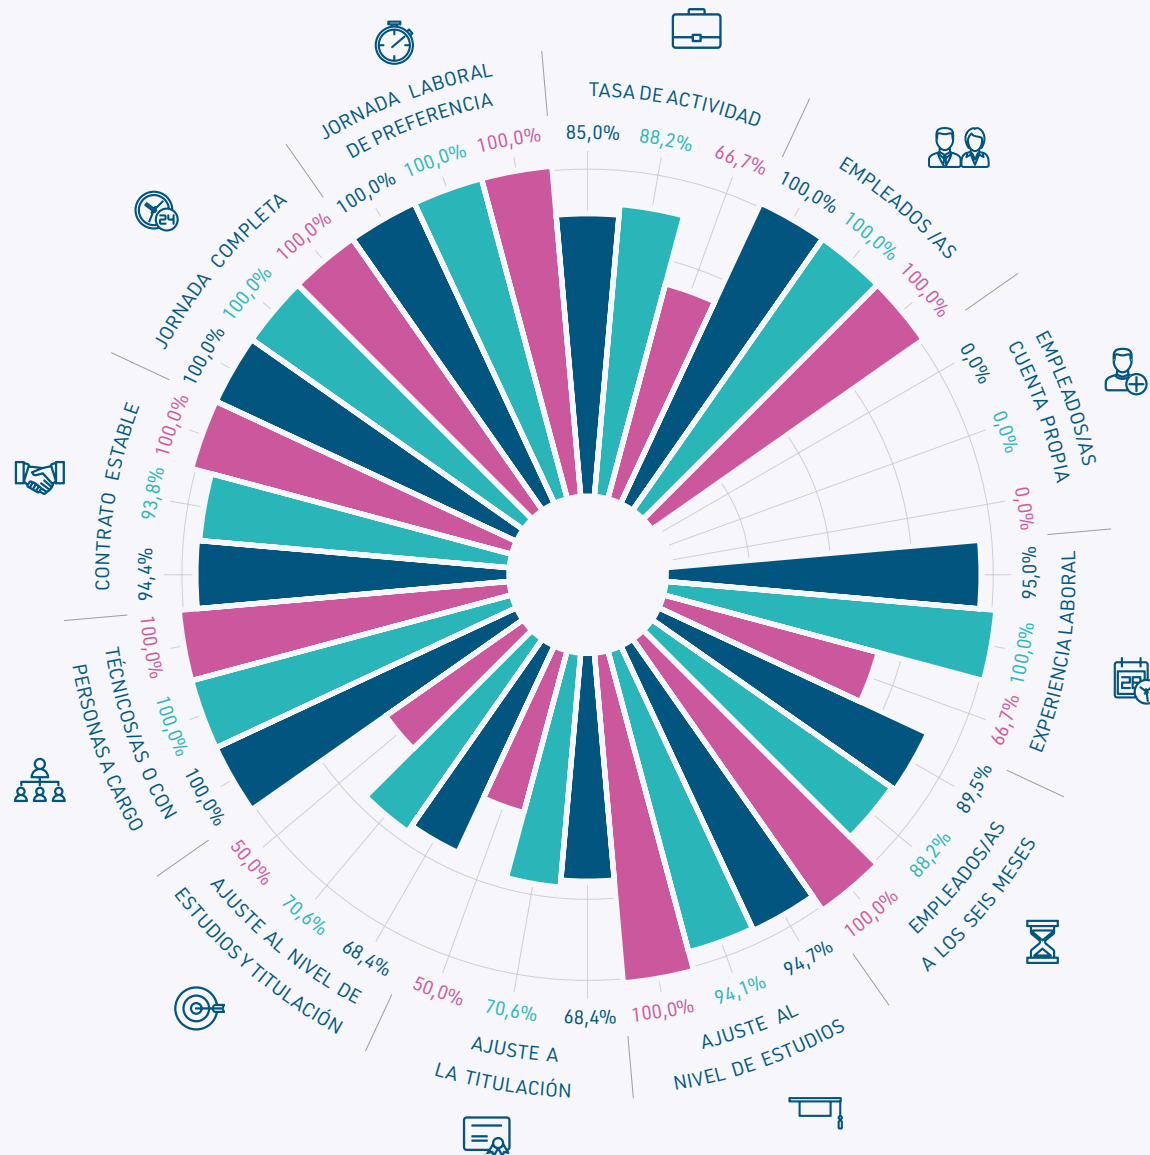 TASA DE ACTIVIDAD
85,0%
88,2%
66,7%
EMPLEADOS/AS
100,0%
100,0%
100,0%
EMPLEADOS/AS
CUENTA PROPIA
0,0%
0,0%
0,0%
EXPERIENCIA LABORAL
95,0%
100,0%
66,7%
EMPLEADOS/AS
A LOS SEIS MESES
89,5%
88,2%
100,0%
AJUSTE AL
NIVEL DE ESTUDIOS
94,7%
94,1%
100,0%
AJUSTE A
LA TITULACIÓN
68,4%
70,6%
50,0%
AJUSTE AL NIVEL DE
ESTUDIOS Y TITULACIÓN
68,4%
70,6%
50,0%
TÉCNICOS/AS O CON
PERSONAS A CARGO
100,0%
100,0%
100,0%
CONTRATO ESTABLE
94,4%
93,8%
100,0%
JORNADA COMPLETA
100,0%
100,0%
100,0%
JORNADA LABORAL
DE PREFERENCIA
100,0%
100,0%
100,0%
24